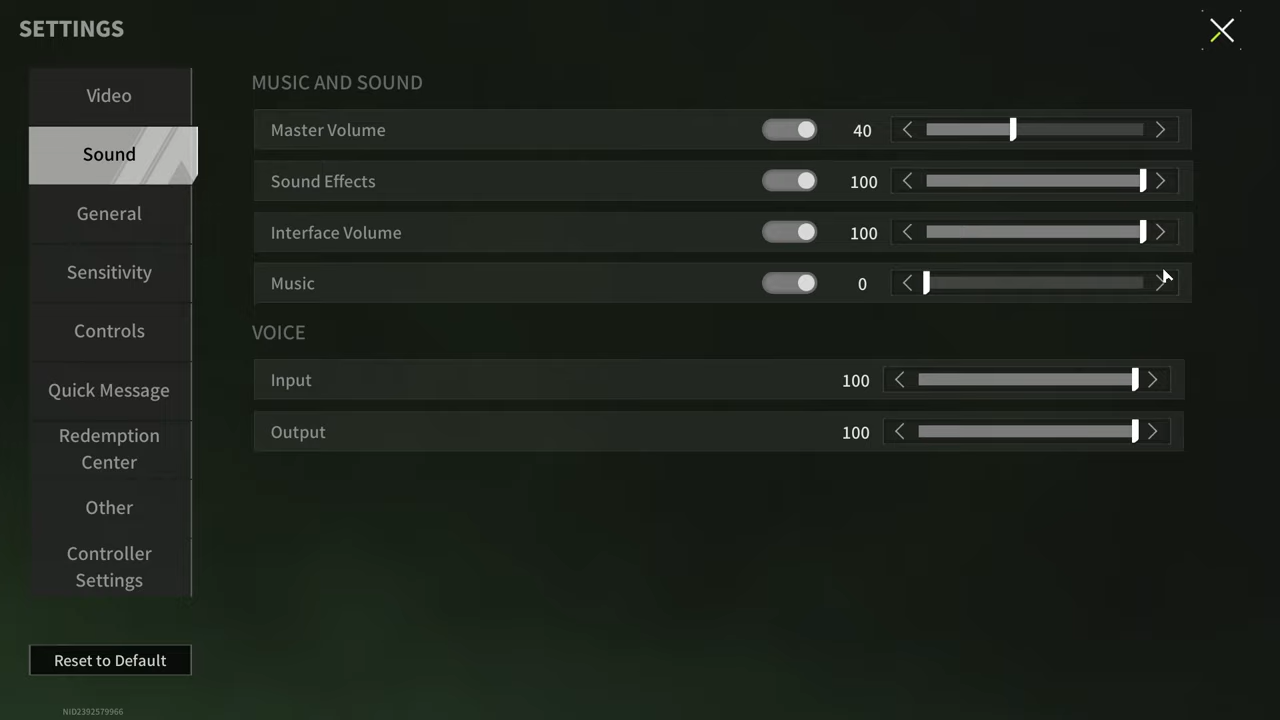 SETTINGS
Video
Sound
General
Sensitivity
Controls
Quick Message
Redemption
Center
Other
Controller
Settings
Reset to Default
NID2392579966
MUSIC AND SOUND
Master Volume 40
Sound Effects 100
Interface Volume 100
Music 0
VOICE
Input 100
Output 100